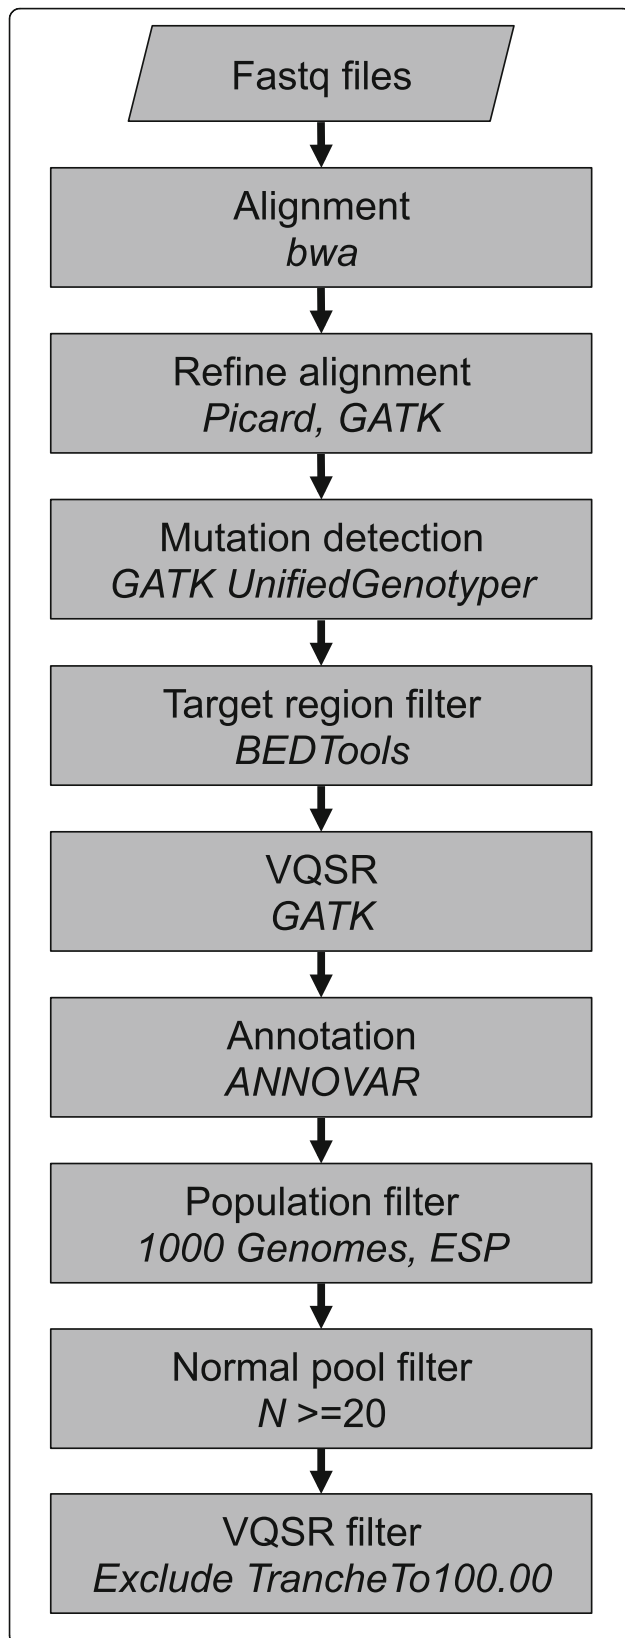 Fastq files
Alignment
bwa
Refine alignment
Picard, GATK
Mutation detection
GATK UnifiedGenotyper
Target region filter
BEDTools
VQSR
GATK
Annotation
ANNOVAR
Population filter
1000 Genomes, ESP
Normal pool filter
N >=20
VQSR filter
Exclude TrancheTo100.00